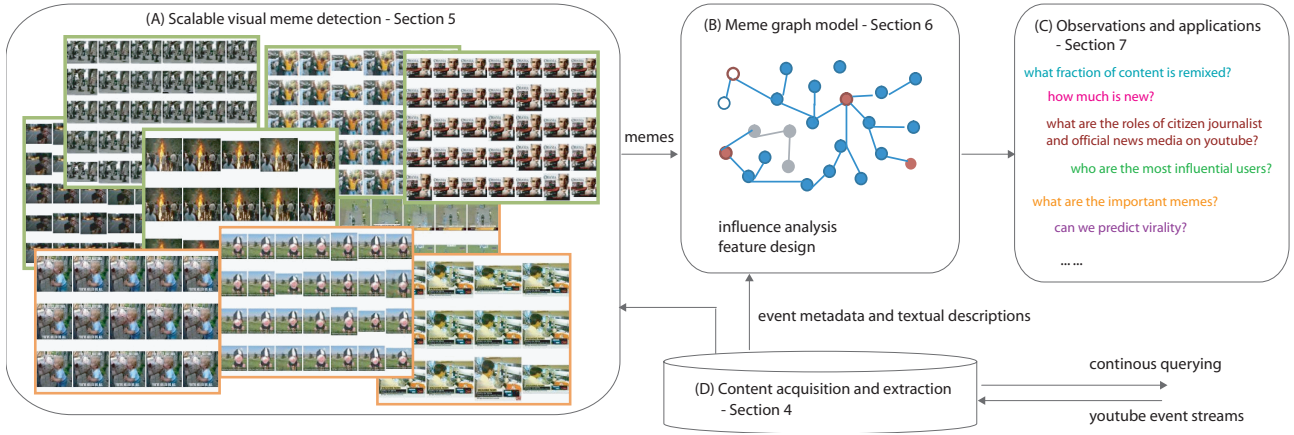 (A) Scalable visual meme detection - Section 5
memes
(B) Meme graph model - Section 6
influence analysis
feature design
(C) Observations and applications
- Section 7
what fraction of content is remixed?
how much is new?
what are the roles of citizen journalist
and official news media on youtube?
who are the most influential users?
what are the important memes?
can we predict virality?
... ...
event metadata and textual descriptions
(D) Content acquisition and extraction
- Section 4
continous querying
youtube event streams